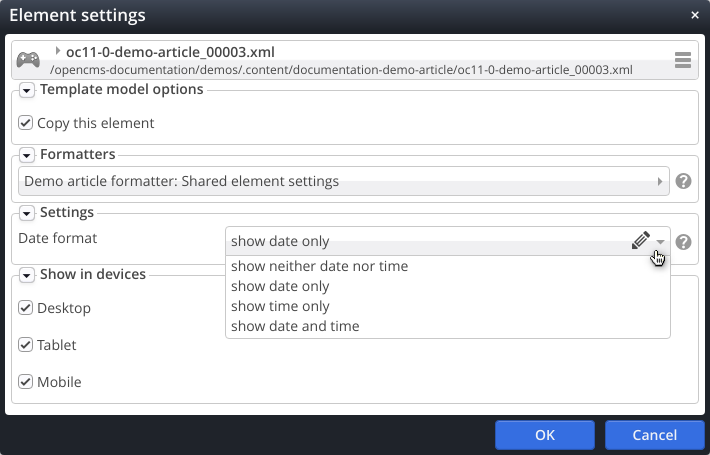 Element settings
oc11-0-demo-article_00003.xml
/opencms-documentation/demos/.content/documentation-demo-article/oc11-0-demo-article_00003.xml
Template model options
Copy this element
Formatters
Demo article formatter: Shared element settings
Settings
Date format
show date only
show neither date nor time
show date only
show time only
show date and time
Show in devices
Desktop
Tablet
Mobile
OK
Cancel